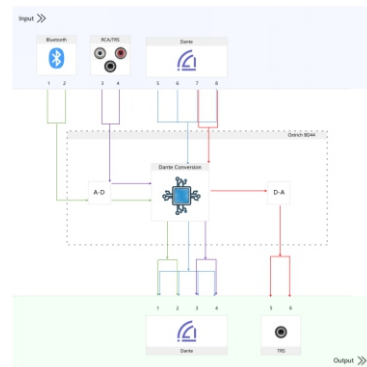 Input
Bluetooth RCA/TRS Dante
1 2 3 4 5 6 7 8
Ostrich BD44
Dante Conversion
A-D D-A
1 2 3 4 5 6
Dante TRS
Output